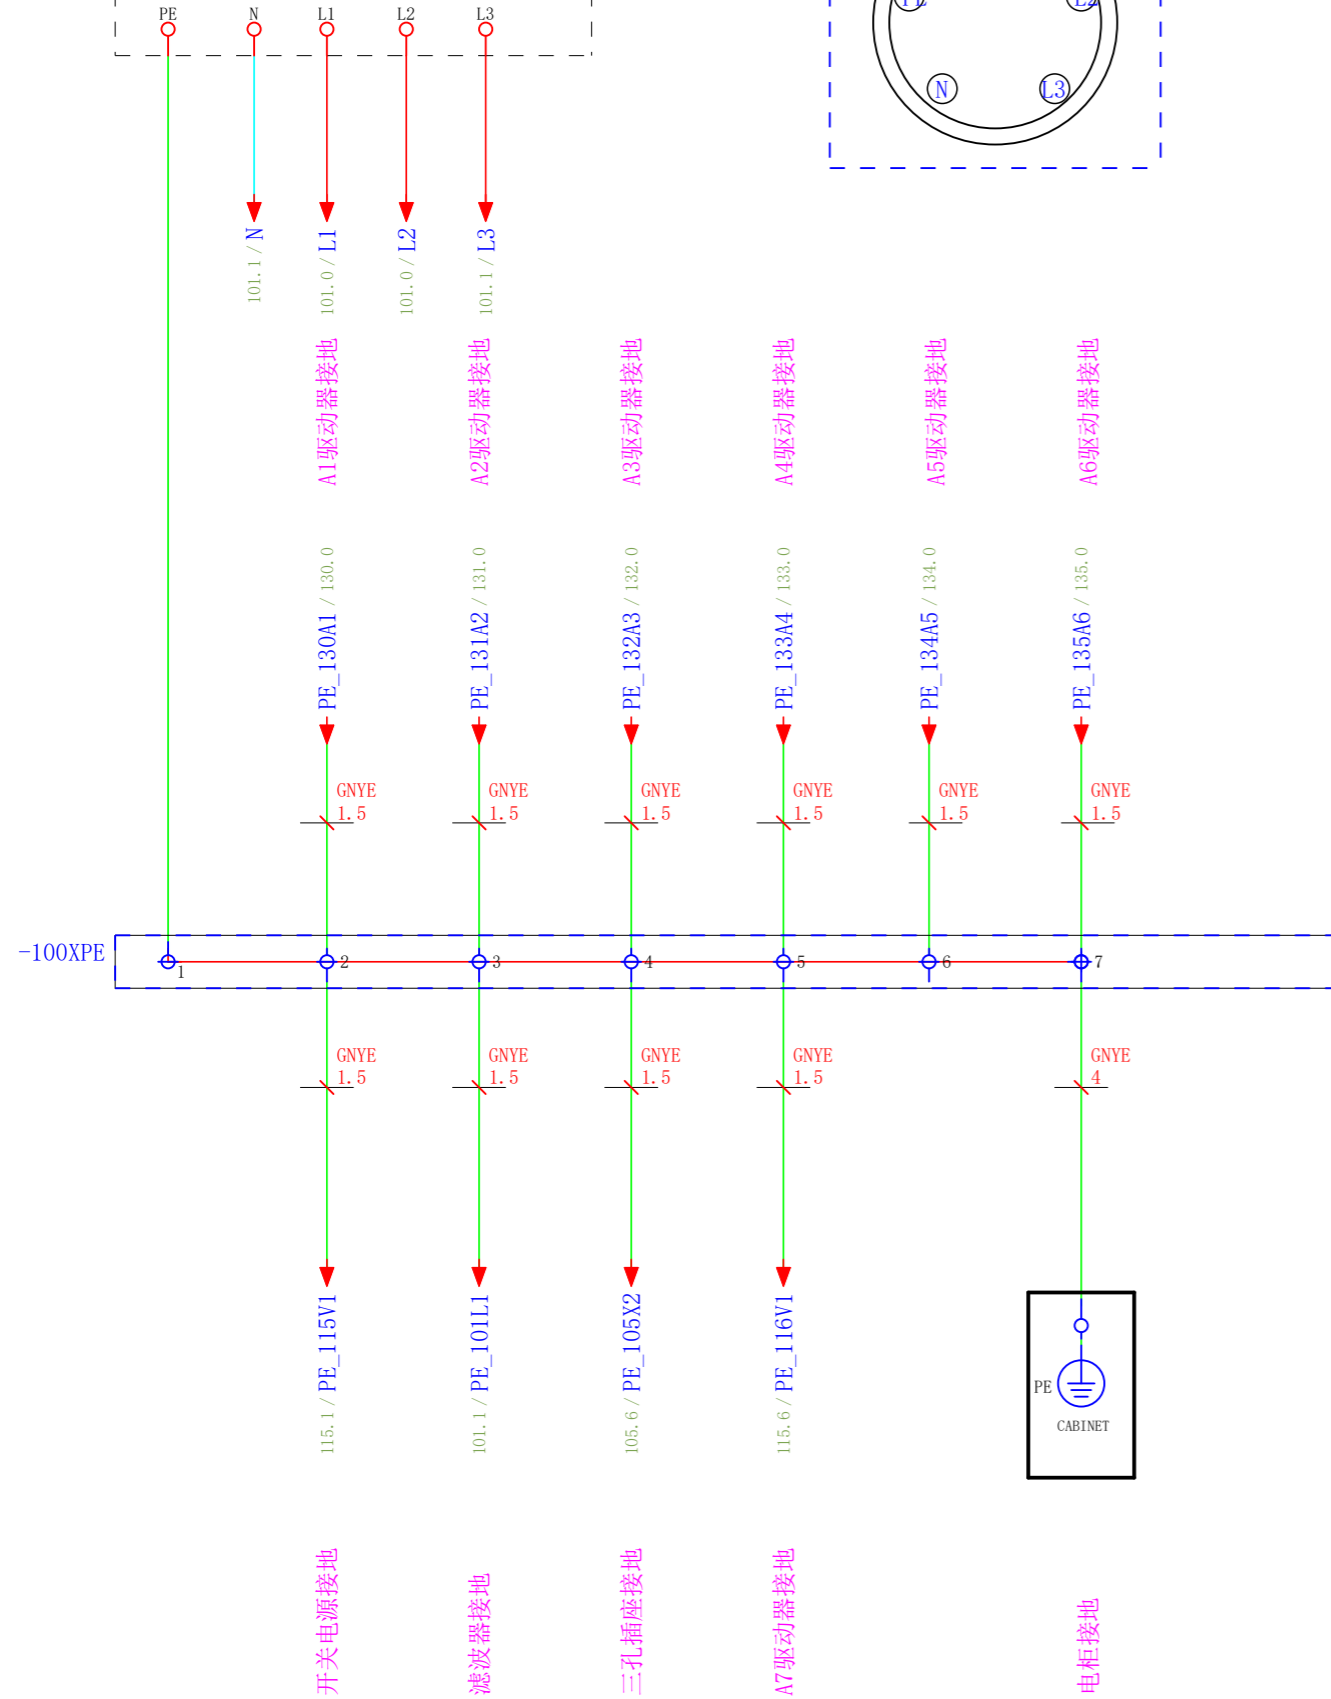 PE
N
L1
L2
L3
PE
L2
N
L3
101.1 / N
101.0 / L1
101.0 / L2
101.1 / L3
A1驱动器接地
A2驱动器接地
A3驱动器接地
A4驱动器接地
A5驱动器接地
A6驱动器接地
PE_130A1 / 130.0
PE_131A2 / 131.0
PE_132A3 / 132.0
PE_133A4 / 133.0
PE_134A5 / 134.0
PE_135A6 / 135.0
GNYE
1.5
GNYE
1.5
GNYE
1.5
GNYE
1.5
GNYE
1.5
GNYE
1.5
-100XPE
1
2
3
4
5
6
7
GNYE
1.5
GNYE
1.5
GNYE
1.5
GNYE
1.5
GNYE
4
115.1 / PE_115V1
101.1 / PE_101L1
105.6 / PE_105X2
115.6 / PE_116V1
PE
CABINET
开关电源接地
滤波器接地
三孔插座接地
A7驱动器接地
电柜接地